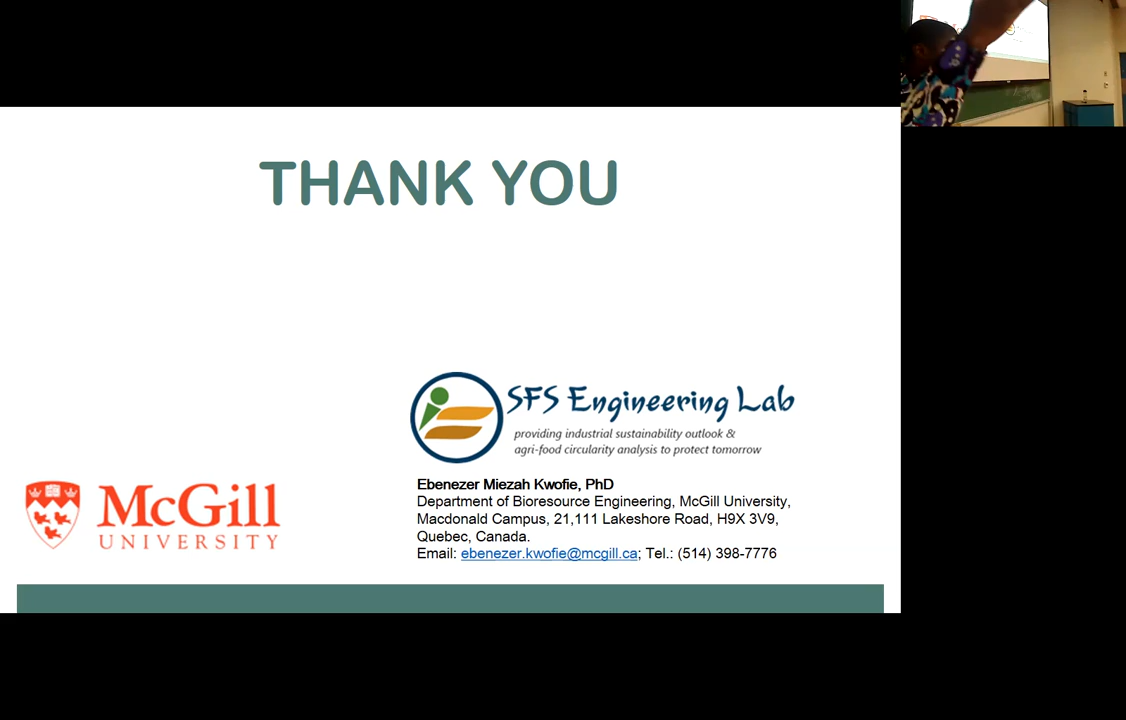 THANK YOU
SFS Engineering Lab
providing industrial sustainability outlook &
agri-food circularity analysis to protect tomorrow
McGill
UNIVERSITY
Ebenezer Miezah Kwofie, PhD
Department of Bioresource Engineering, McGill University,
Macdonald Campus, 21,111 Lakeshore Road, H9X 3V9,
Quebec, Canada.
Email: ebenezer.kwofie@mcgill.ca; Tel.: (514) 398-7776